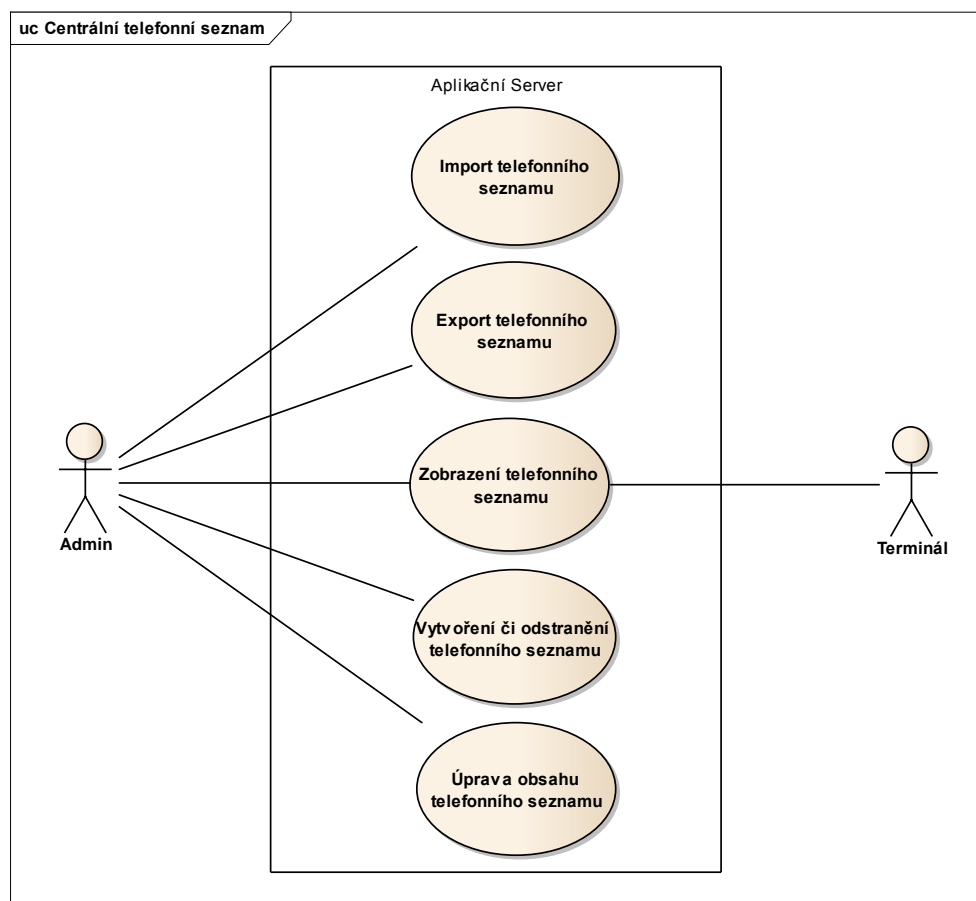 uc Centrální telefonní seznam
Aplikační Server
Import telefonního
seznamu
Export telefonního
seznamu
Zobrazení telefonního
seznamu
Admin
Terminál
Vytvoření či odstranění
telefonního seznamu
Úprava obsahu
telefonního seznamu